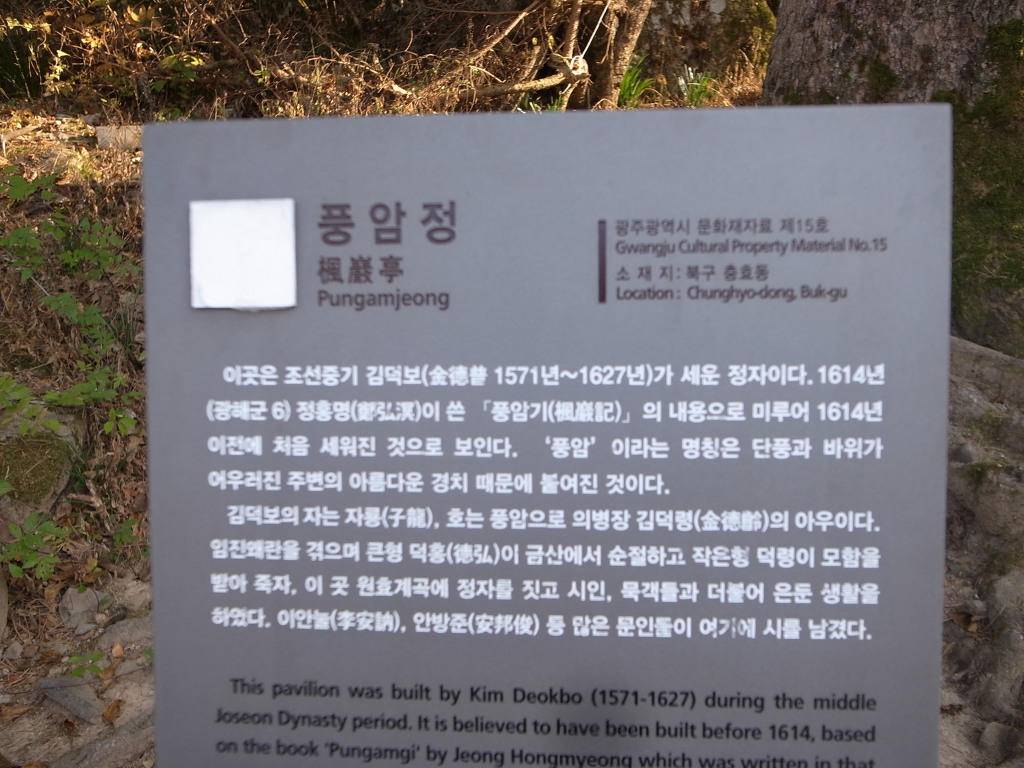 풍암정
楓巖亭
Pungamjeong
광주광역시 문화재자료 제15호
Gwangju Cultural Property Material No.15
소 재 지 : 북구 충효동
Location : Chunghyo-dong, Buk-gu
이곳은 조선중기 김덕보(金德普 1571년~1627년)가 세운 정자이다. 1614년
(광해군 6) 정홍명(鄭弘溟)이 쓴 「풍암기(楓巖記)」의 내용으로 미루어 1614년
이전에 처음 세워진 것으로 보인다. ‘풍암’ 이라는 명칭은 단풍과 바위가
어우러진 주변의 아름다운 경치 때문에 붙여진 것이다.
김덕보의 자는 자룡(子龍), 호는 풍암으로 의병장 김덕령(金德齡)의 아우이다.
임진왜란을 겪으며 큰형 덕홍(德弘)이 금산에서 순절하고 작은형 덕령이 모함을
받아 죽자, 이 곳 원효계곡에 정자를 짓고 시인, 묵객들과 더불어 은둔 생활을
하였다. 이안눌(李安訥), 안방준(安邦俊) 등 많은 문인들이 여기에 시를 남겼다.
This pavilion was built by Kim Deokbo (1571-1627) during the middle
Joseon Dynasty period. It is believed to have been built before 1614, based
on the book 'Pungamgi' by Jeong Hongmyeong which was written in that